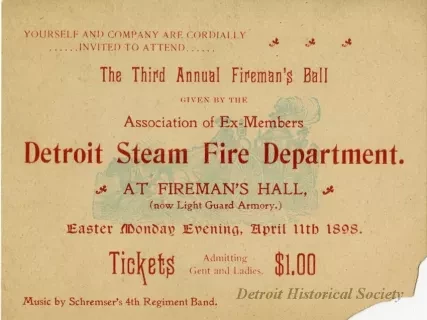 YOURSELF AND COMPANY ARE CORDIALLY
......INVITED TO ATTEND......
The Third Annual Fireman's Ball
GIVEN BY THE
Association of Ex-Members
Detroit Steam Fire Department.
AT FIREMAN'S HALL,
(now Light Guard Armory.)
Easter Monday Evening, April 11th 1898.
Tickets Admitting Gent and Ladies. $1.00
Music by Schremser's 4th Regiment Band.
Detroit Historical Society